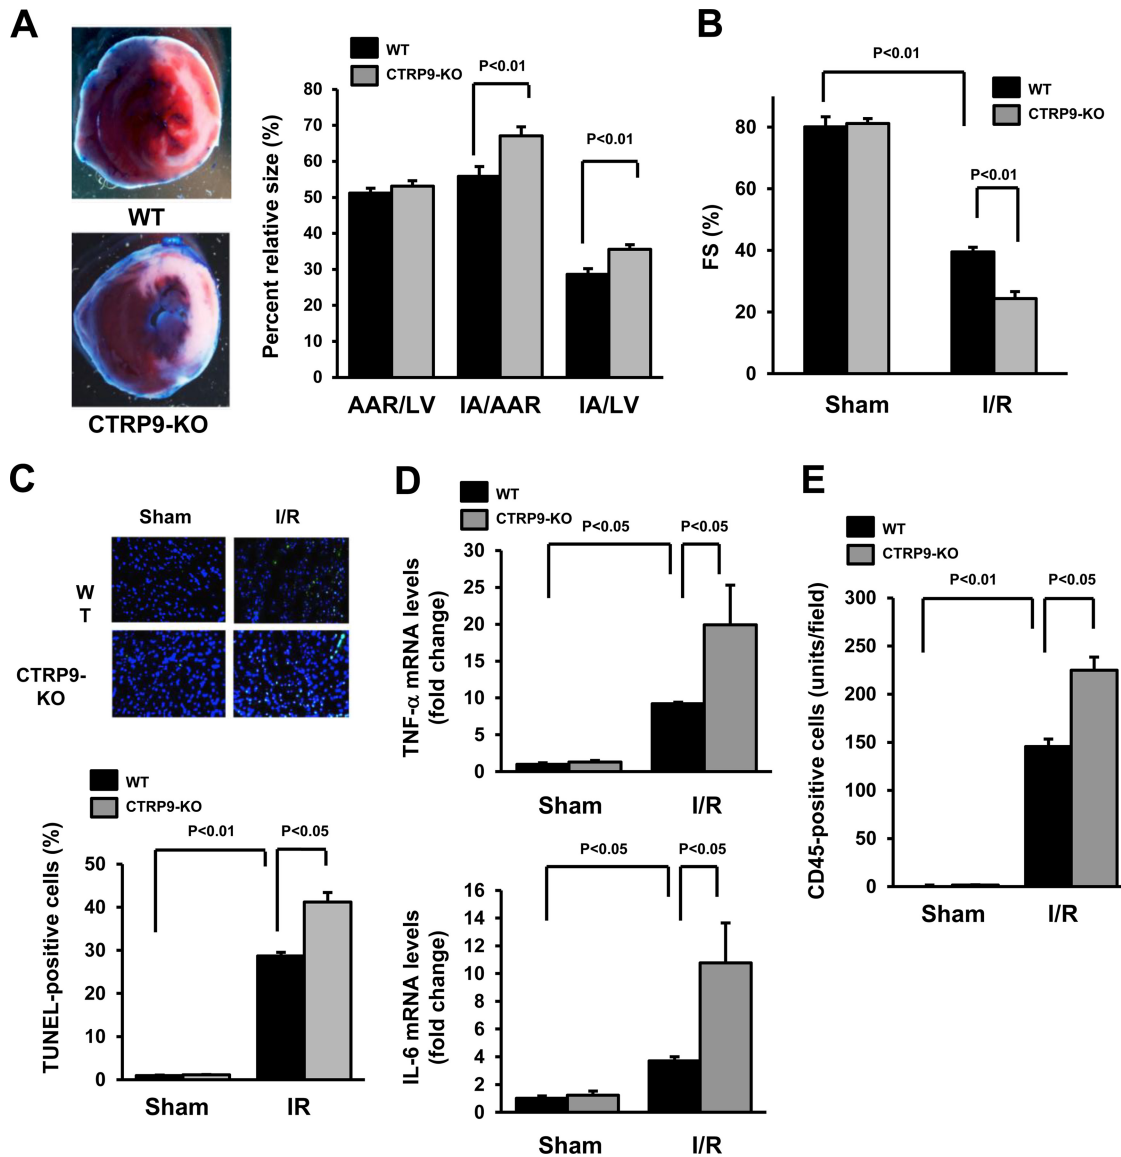 A
WT
CTRP9-KO
WT
CTRP9-KO
P<0.01
P<0.01
Percent relative size (%)
80
70
60
50
40
30
20
10
0
AAR/LV IA/AAR IA/LV
B
P<0.01
WT
CTRP9-KO
P<0.01
FS (%)
80
60
40
20
0
Sham I/R
C
Sham I/R
W
T
CTRP9-
KO
WT
CTRP9-KO
P<0.01 P<0.05
TUNEL-positive cells (%)
50
40
30
20
10
0
Sham IR
D
WT
CTRP9-KO
P<0.05 P<0.05
TNF-α mRNA levels
(fold change)
30
25
20
15
10
5
0
Sham I/R
P<0.05 P<0.05
IL-6 mRNA levels
(fold change)
16
14
12
10
8
6
4
2
0
Sham I/R
E
WT
CTRP9-KO
P<0.01 P<0.05
CD45-positive cells (units/field)
300
250
200
150
100
50
0
Sham I/R